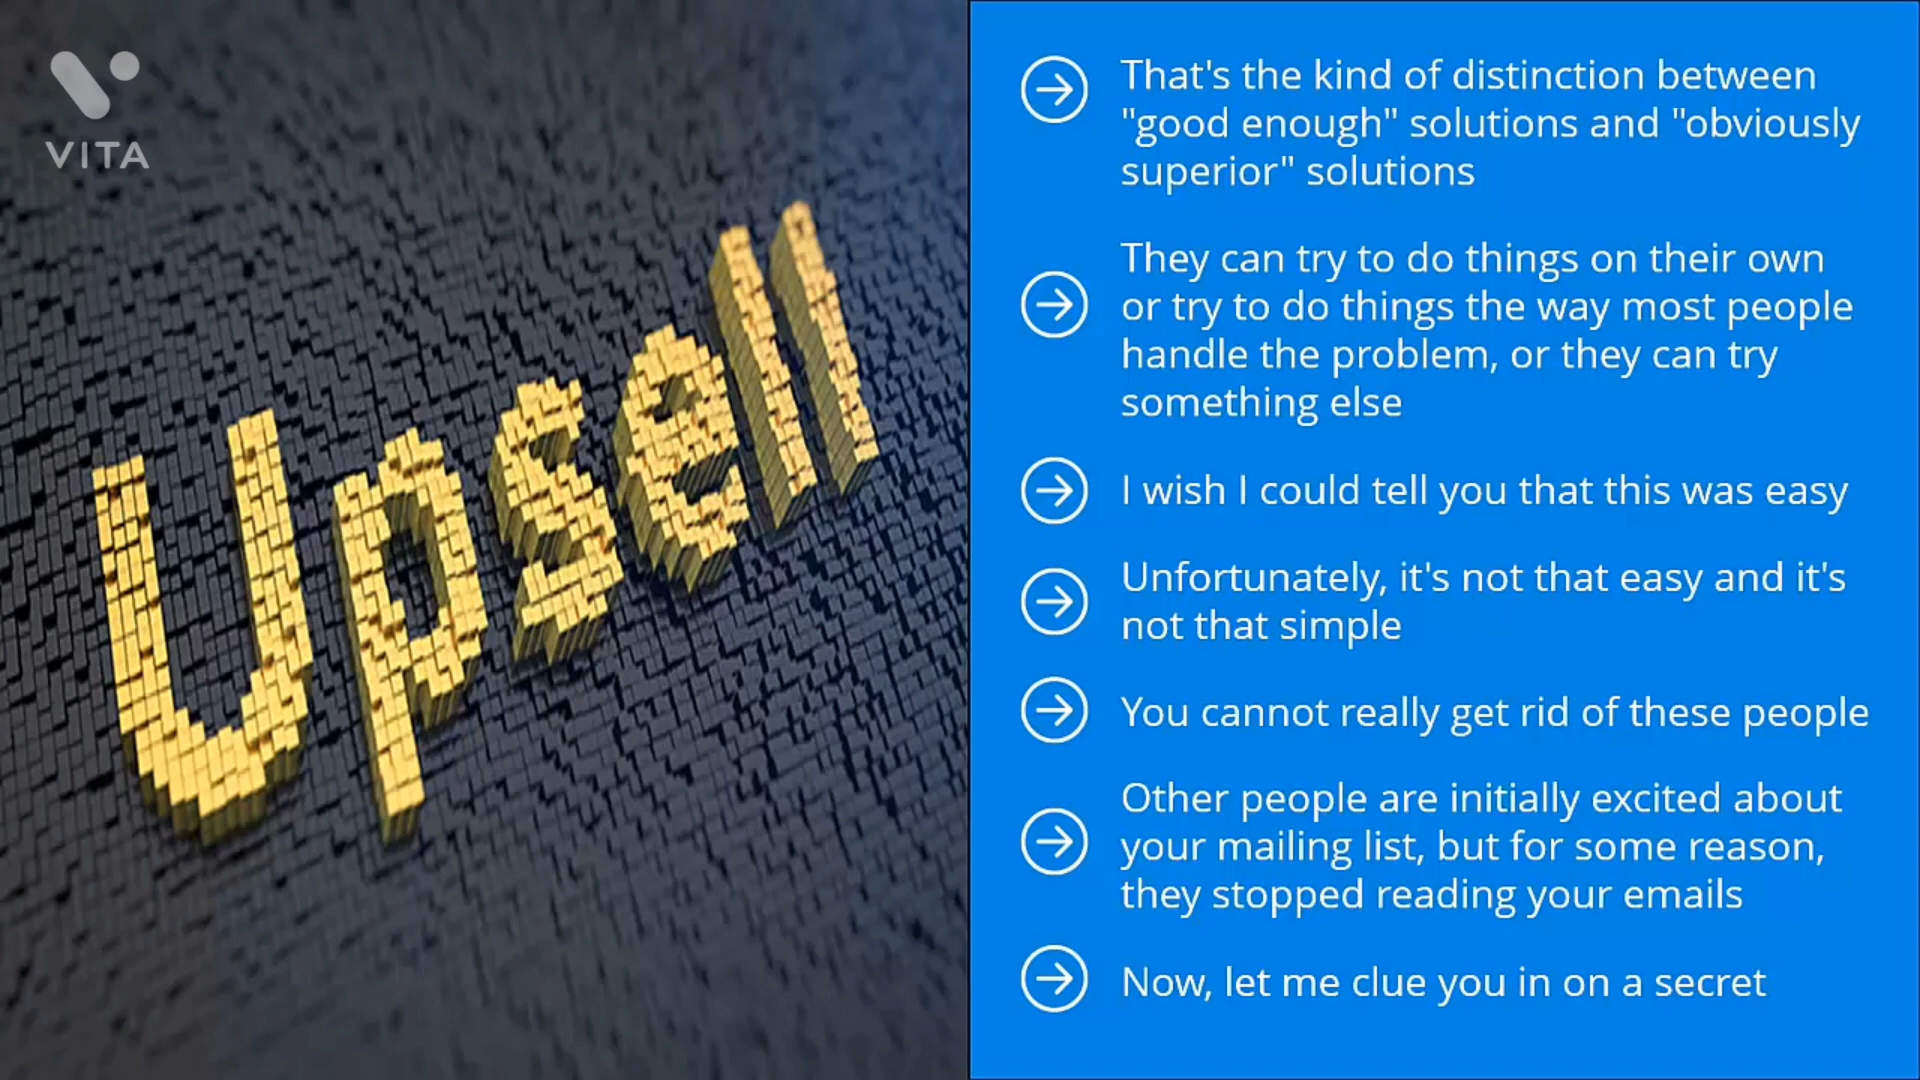 VITA
Upsell
That's the kind of distinction between
"good enough" solutions and "obviously
superior" solutions
They can try to do things on their own
or try to do things the way most people
handle the problem, or they can try
something else
I wish I could tell you that this was easy
Unfortunately, it's not that easy and it's
not that simple
You cannot really get rid of these people
Other people are initially excited about
your mailing list, but for some reason,
they stopped reading your emails
Now, let me clue you in on a secret